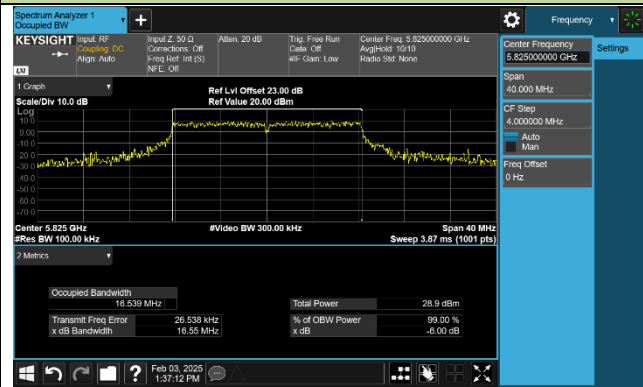 Spectrum Analyzer 1
Occupied BW
Frequency
KEYSIGHT
Input: RF
Coupling: DC
Align: Auto
Input Z: 50 Ω
Corrections: Off
Freq Ref: Int (S)
NFE: Off
Atten: 20 dB
Trig: Free Run
Gate: Off
#IF Gain: Low
Center Freq: 5.825000000 GHz
Avg|Hold: 10/10
Radio Std: None
LXI
Center Frequency
5.825000000 GHz
Settings
Span
40.000 MHz
CF Step
4.000000 MHz
Auto
Man
Freq Offset
0 Hz
1 Graph
Scale/Div 10.0 dB
Ref Lvl Offset 23.00 dB
Ref Value 20.00 dBm
Log
10.0
0.00
-10.0
-20.0
-30.0
-40.0
-50.0
-60.0
-70.0
Center 5.825 GHz
#Video BW 300.00 kHz
Span 40 MHz
#Res BW 100.00 kHz
Sweep 3.87 ms (1001 pts)
2 Metrics
Occupied Bandwidth
16.539 MHz
Total Power
28.9 dBm
Transmit Freq Error
26.538 kHz
% of OBW Power
99.00 %
x dB Bandwidth
16.55 MHz
x dB
-6.00 dB
Feb 03, 2025
1:37:12 PM